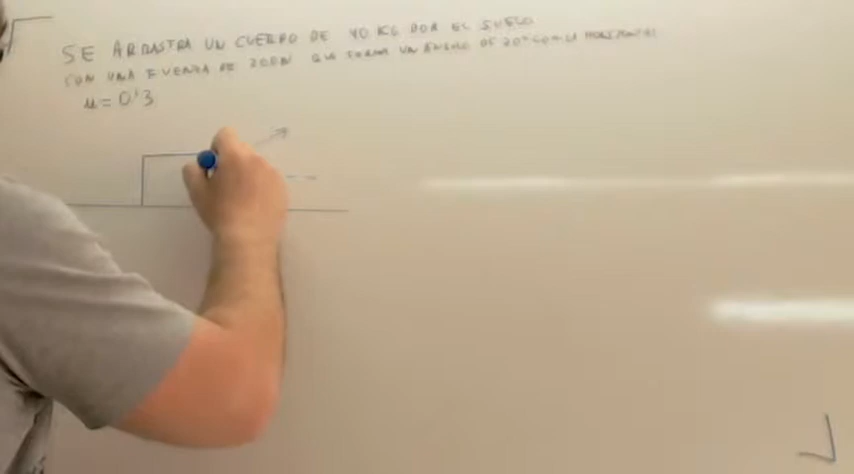 SE ARRASTRA UN CUERPO DE 40 KG POR EL SUELO
CON UNA FUERZA DE 200N QUE FORMA UN ÁNGULO DE 20° CON LA HORIZONTAL
μ = 0'3